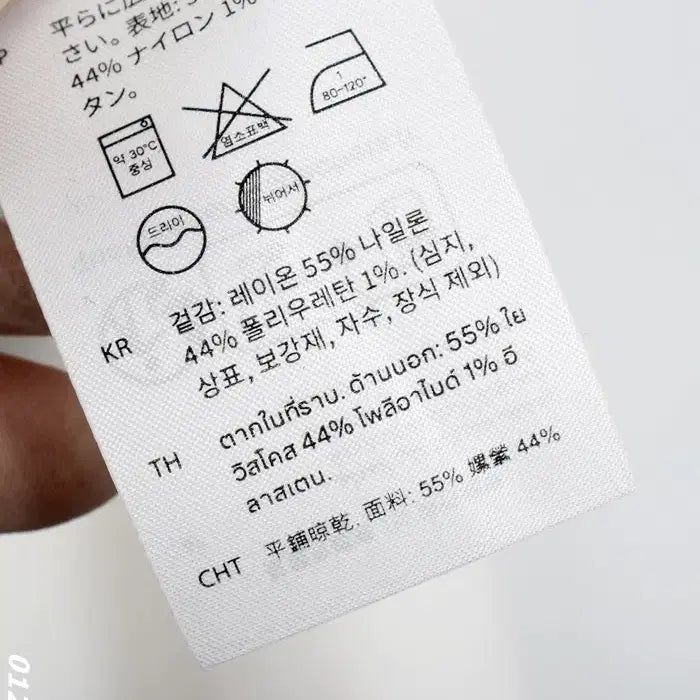 平らに広
さい。表地:
44% ナイロン 1%
タン。
약 30°C
중성
염소표백
1
80~120°
드라이
뉘어서
KR
겉감: 레이온 55% 나일론
44% 폴리우레탄 1%. (심지,
상표, 보강재, 자수, 장식 제외)
TH
ตากในที่ราบ. ด้านนอก: 55% ใย
วิสโคส 44% โพลีอาไมด์ 1% อี
ลาสเตน.
CHT
平鋪晾乾. 面料: 55% 嫘縈 44%